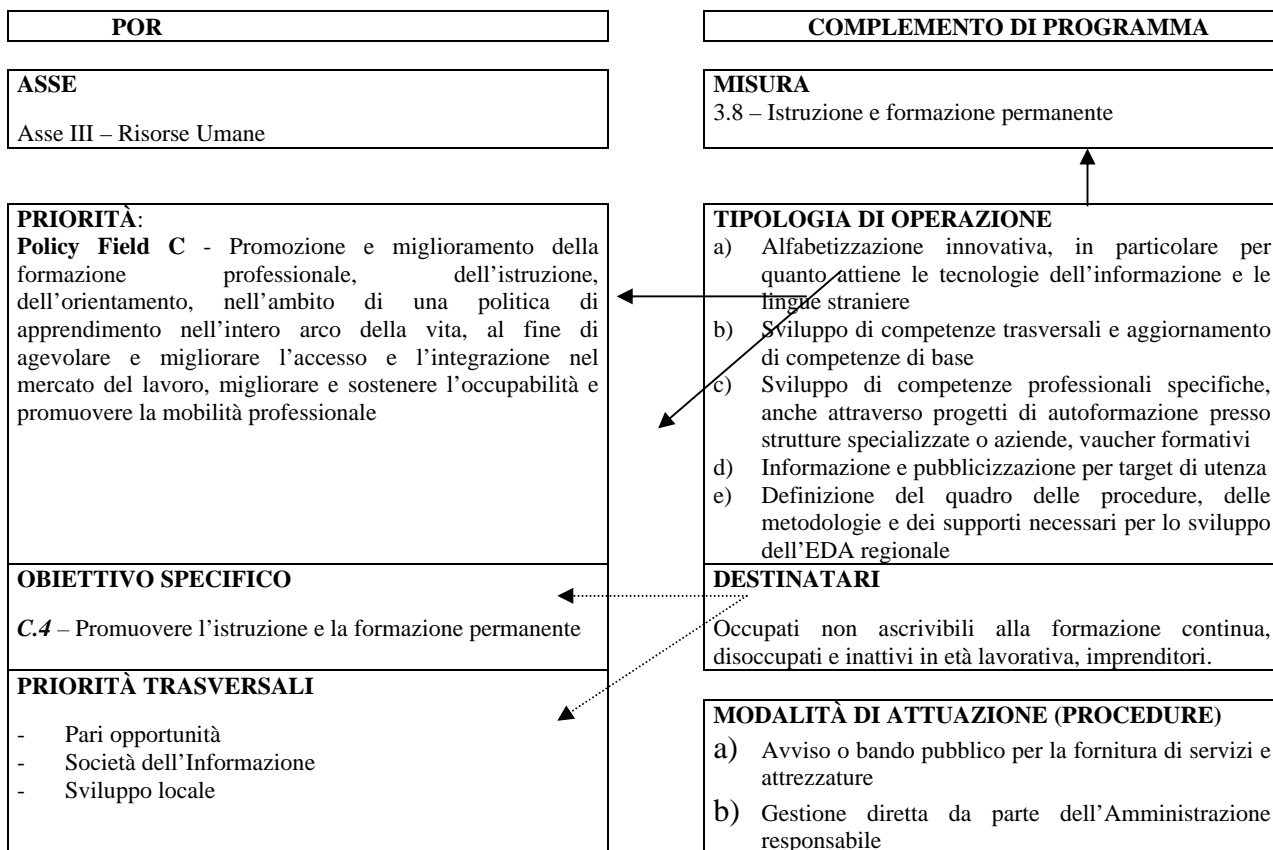 POR
ASSE
Asse III – Risorse Umane
PRIORITÀ:
Policy Field C - Promozione e miglioramento della
formazione professionale, dell’istruzione,
dell’orientamento, nell’ambito di una politica di
apprendimento nell’intero arco della vita, al fine di
agevolare e migliorare l’accesso e l’integrazione nel
mercato del lavoro, migliorare e sostenere l’occupabilità e
promuovere la mobilità professionale
OBIETTIVO SPECIFICO
C.4 – Promuovere l’istruzione e la formazione permanente
PRIORITÀ TRASVERSALI
- Pari opportunità
- Società dell’Informazione
- Sviluppo locale
COMPLEMENTO DI PROGRAMMA
MISURA
3.8 – Istruzione e formazione permanente
TIPOLOGIA DI OPERAZIONE
a) Alfabetizzazione innovativa, in particolare per
quanto attiene le tecnologie dell’informazione e le
lingue straniere
b) Sviluppo di competenze trasversali e aggiornamento
di competenze di base
c) Sviluppo di competenze professionali specifiche,
anche attraverso progetti di autoformazione presso
strutture specializzate o aziende, vaucher formativi
d) Informazione e pubblicizzazione per target di utenza
e) Definizione del quadro delle procedure, delle
metodologie e dei supporti necessari per lo sviluppo
dell’EDA regionale
DESTINATARI
Occupati non ascrivibili alla formazione continua,
disoccupati e inattivi in età lavorativa, imprenditori.
MODALITÀ DI ATTUAZIONE (PROCEDURE)
a) Avviso o bando pubblico per la fornitura di servizi e
attrezzature
b) Gestione diretta da parte dell’Amministrazione
responsabile